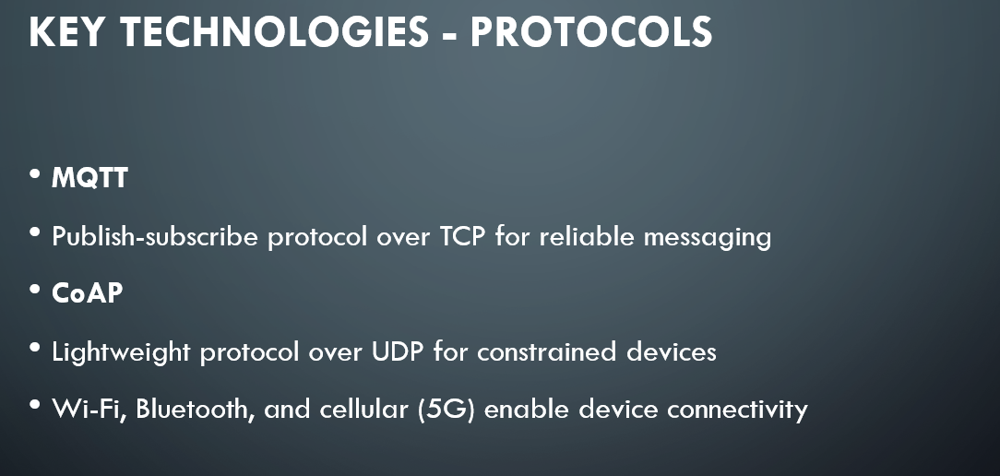 KEY TECHNOLOGIES - PROTOCOLS
• MQTT
• Publish-subscribe protocol over TCP for reliable messaging
• CoAP
• Lightweight protocol over UDP for constrained devices
• Wi-Fi, Bluetooth, and cellular (5G) enable device connectivity